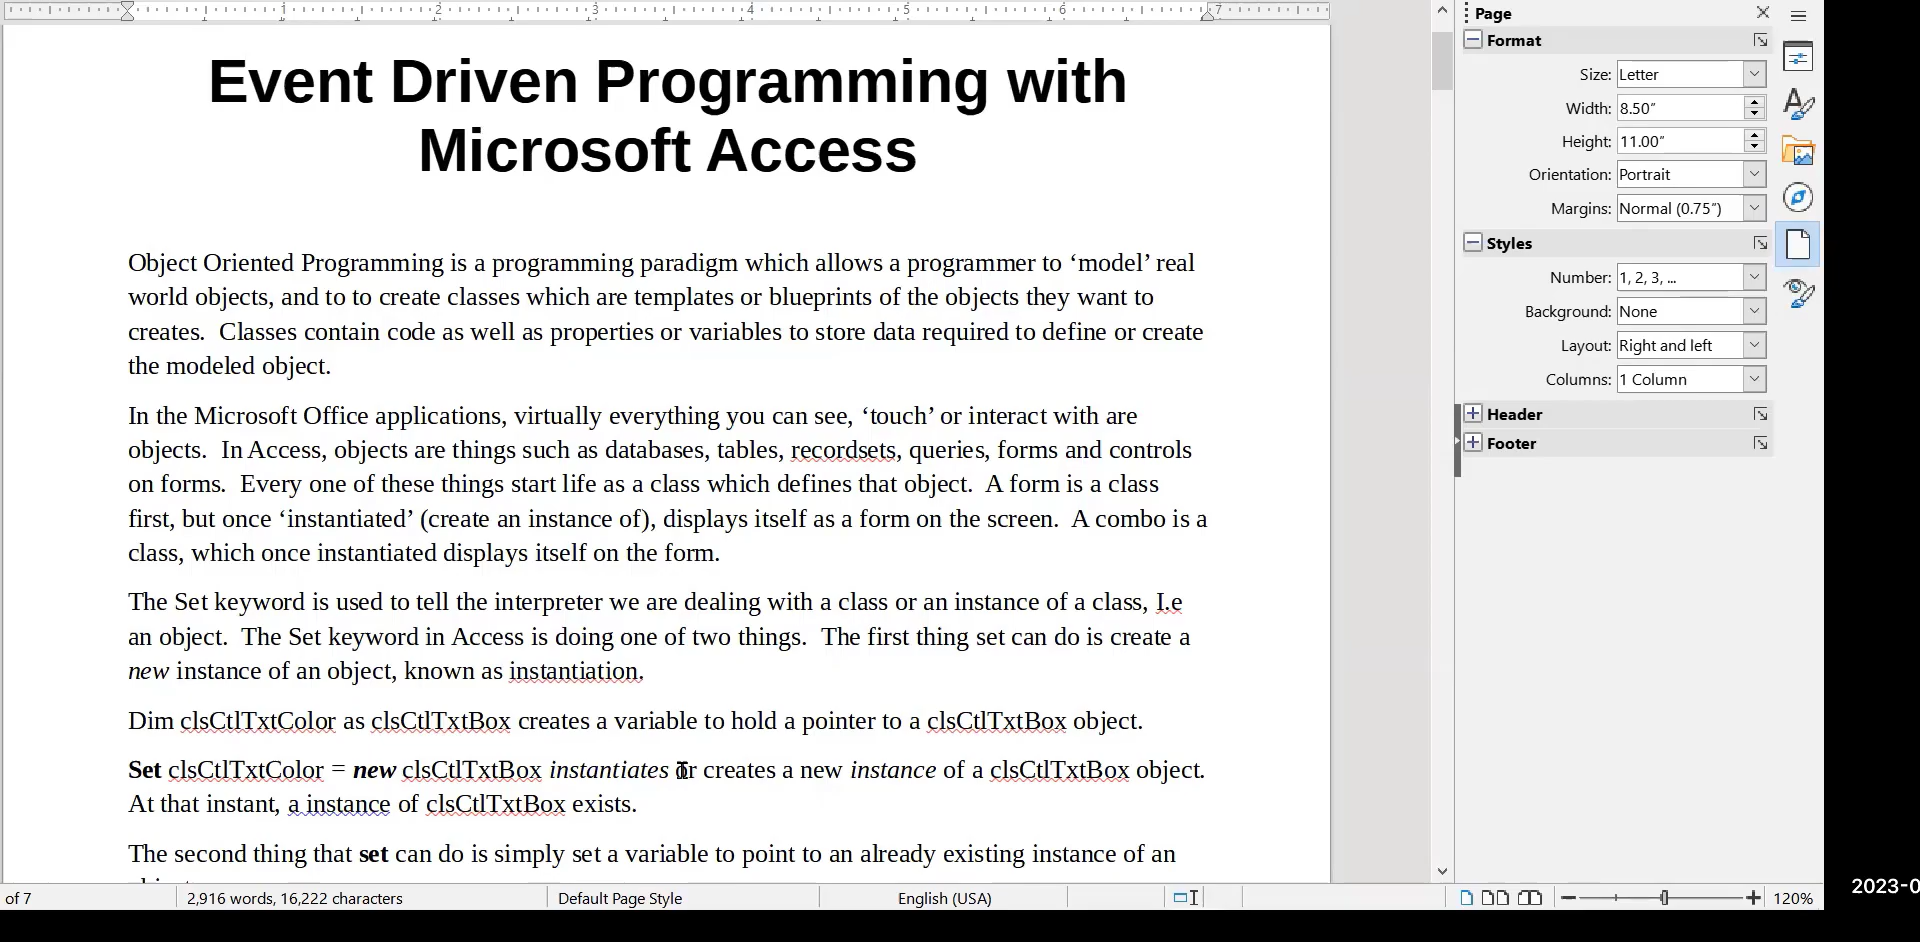 1 2 3 4 5 6 7
Event Driven Programming with
Microsoft Access
Object Oriented Programming is a programming paradigm which allows a programmer to ‘model’ real
world objects, and to to create classes which are templates or blueprints of the objects they want to
creates.  Classes contain code as well as properties or variables to store data required to define or create
the modeled object.
In the Microsoft Office applications, virtually everything you can see, ‘touch’ or interact with are
objects.  In Access, objects are things such as databases, tables, recordsets, queries, forms and controls
on forms.  Every one of these things start life as a class which defines that object.  A form is a class
first, but once ‘instantiated’ (create an instance of), displays itself as a form on the screen.  A combo is a
class, which once instantiated displays itself on the form.
The Set keyword is used to tell the interpreter we are dealing with a class or an instance of a class, I.e
an object.  The Set keyword in Access is doing one of two things.  The first thing set can do is create a
new instance of an object, known as instantiation.
Dim clsCtlTxtColor as clsCtlTxtBox creates a variable to hold a pointer to a clsCtlTxtBox object.
Set clsCtlTxtColor = new clsCtlTxtBox instantiates or creates a new instance of a clsCtlTxtBox object.
At that instant, a instance of clsCtlTxtBox exists.
The second thing that set can do is simply set a variable to point to an already existing instance of an
of 7
2,916 words, 16,222 characters
Default Page Style
English (USA)
120%
Page
Format
Size: Letter
Width: 8.50″
Height: 11.00″
Orientation: Portrait
Margins: Normal (0.75″)
Styles
Number: 1, 2, 3, ...
Background: None
Layout: Right and left
Columns: 1 Column
Header
Footer
2023-0